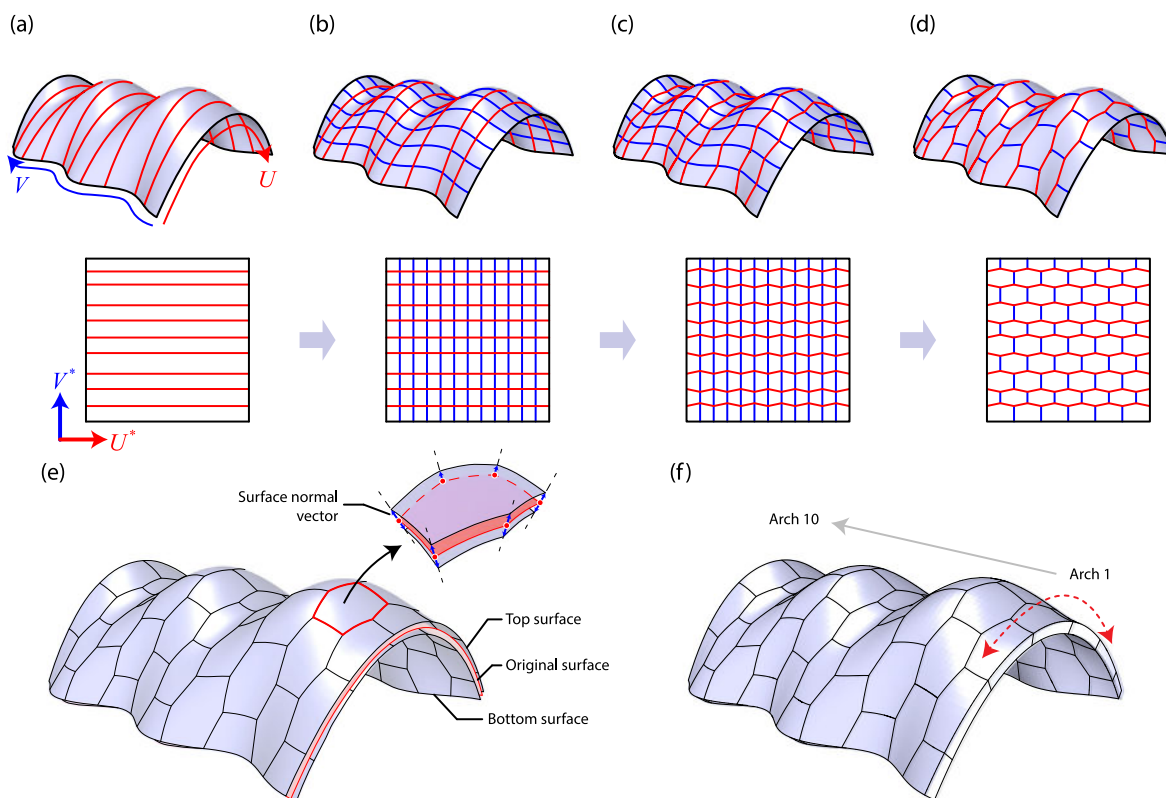 (a)
(b)
(c)
(d)
V
U
V*
U*
(e)
(f)
Surface normal
vector
Top surface
Original surface
Bottom surface
Arch 10
Arch 1